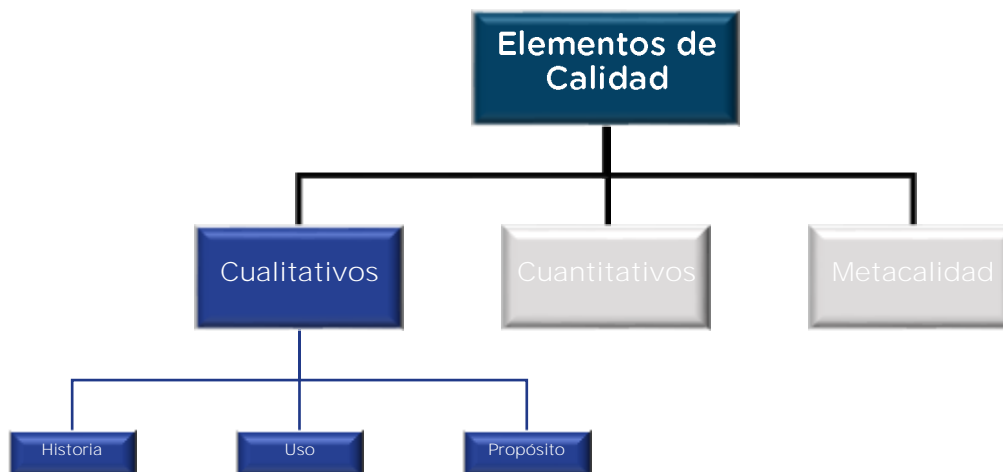 Elementos de
Calidad
Cualitativos
Cuantitativos
Metacalidad
Historia
Uso
Propósito